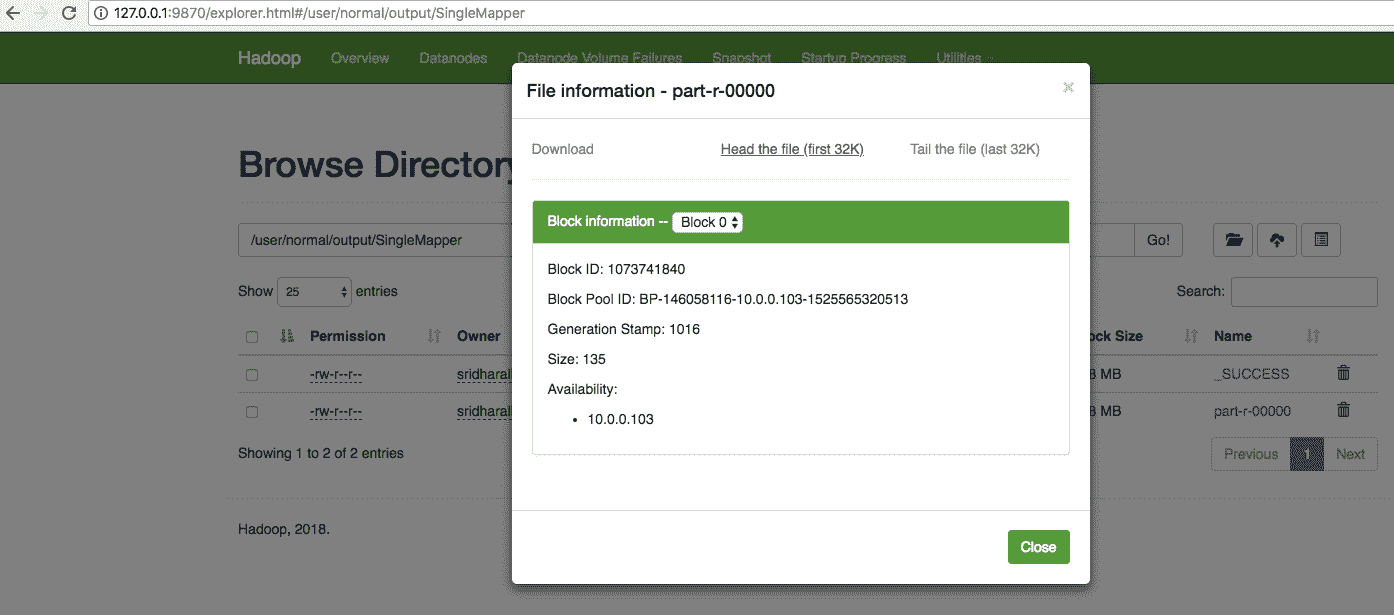 127.0.0.1:9870/explorer.html#/user/normal/output/SingleMapper
Hadoop Overview Datanodes Datanode Volume Failures Snapshot Startup Progress Utilities
File information - part-r-00000
Download Head the file (first 32K) Tail the file (last 32K)
Browse Directory
Block information -- Block 0
/user/normal/output/SingleMapper Go!
Block ID: 1073741840
Show 25 entries Search:
Block Pool ID: BP-146058116-10.0.0.103-1525565320513
Generation Stamp: 1016
Permission Owner ock Size Name
Size: 135
-rw-r--r-- sridharal B MB _SUCCESS
Availability:
-rw-r--r-- sridharal B MB part-r-00000
10.0.0.103
Showing 1 to 2 of 2 entries Previous 1 Next
Hadoop, 2018.
Close